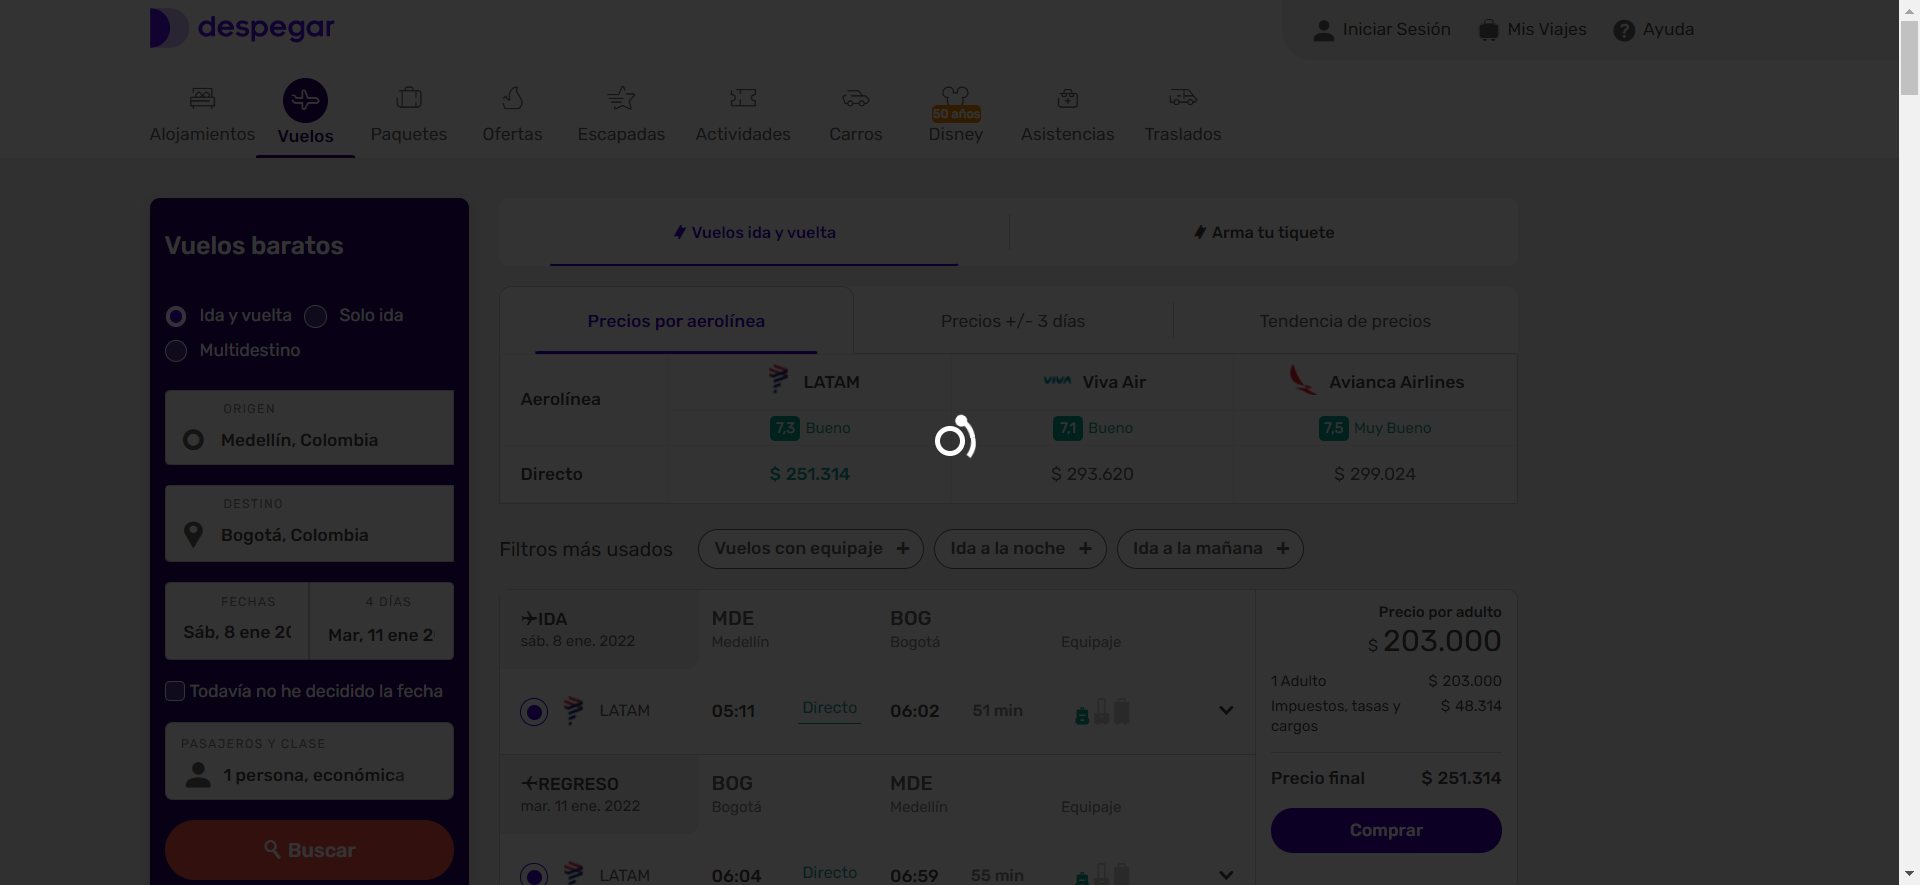 despegar
Iniciar Sesión
Mis Viajes
Ayuda
Alojamientos
Vuelos
Paquetes
Ofertas
Escapadas
Actividades
Carros
50 años
Disney
Asistencias
Traslados
Vuelos baratos
Ida y vuelta
Solo ida
Multidestino
ORIGEN
Medellín, Colombia
DESTINO
Bogotá, Colombia
FECHAS
4 DÍAS
Sáb, 8 ene 20
Mar, 11 ene 2
Todavía no he decidido la fecha
PASAJEROS Y CLASE
1 persona, económica
Buscar
Vuelos ida y vuelta
Arma tu tiquete
Precios por aerolínea
Precios +/- 3 días
Tendencia de precios
Aerolínea
LATAM
VIVA Viva Air
Avianca Airlines
7,3 Bueno
7,1 Bueno
7,5 Muy Bueno
Directo
$ 251.314
$ 293.620
$ 299.024
Filtros más usados
Vuelos con equipaje +
Ida a la noche +
Ida a la mañana +
IDA
MDE
BOG
sáb. 8 ene. 2022
Medellín
Bogotá
Equipaje
LATAM
05:11
Directo
06:02
51 min
REGRESO
BOG
MDE
mar. 11 ene. 2022
Bogotá
Medellín
Equipaje
LATAM
06:04
Directo
06:59
55 min
Precio por adulto
$ 203.000
1 Adulto
$ 203.000
Impuestos, tasas y
cargos
$ 48.314
Precio final
$ 251.314
Comprar